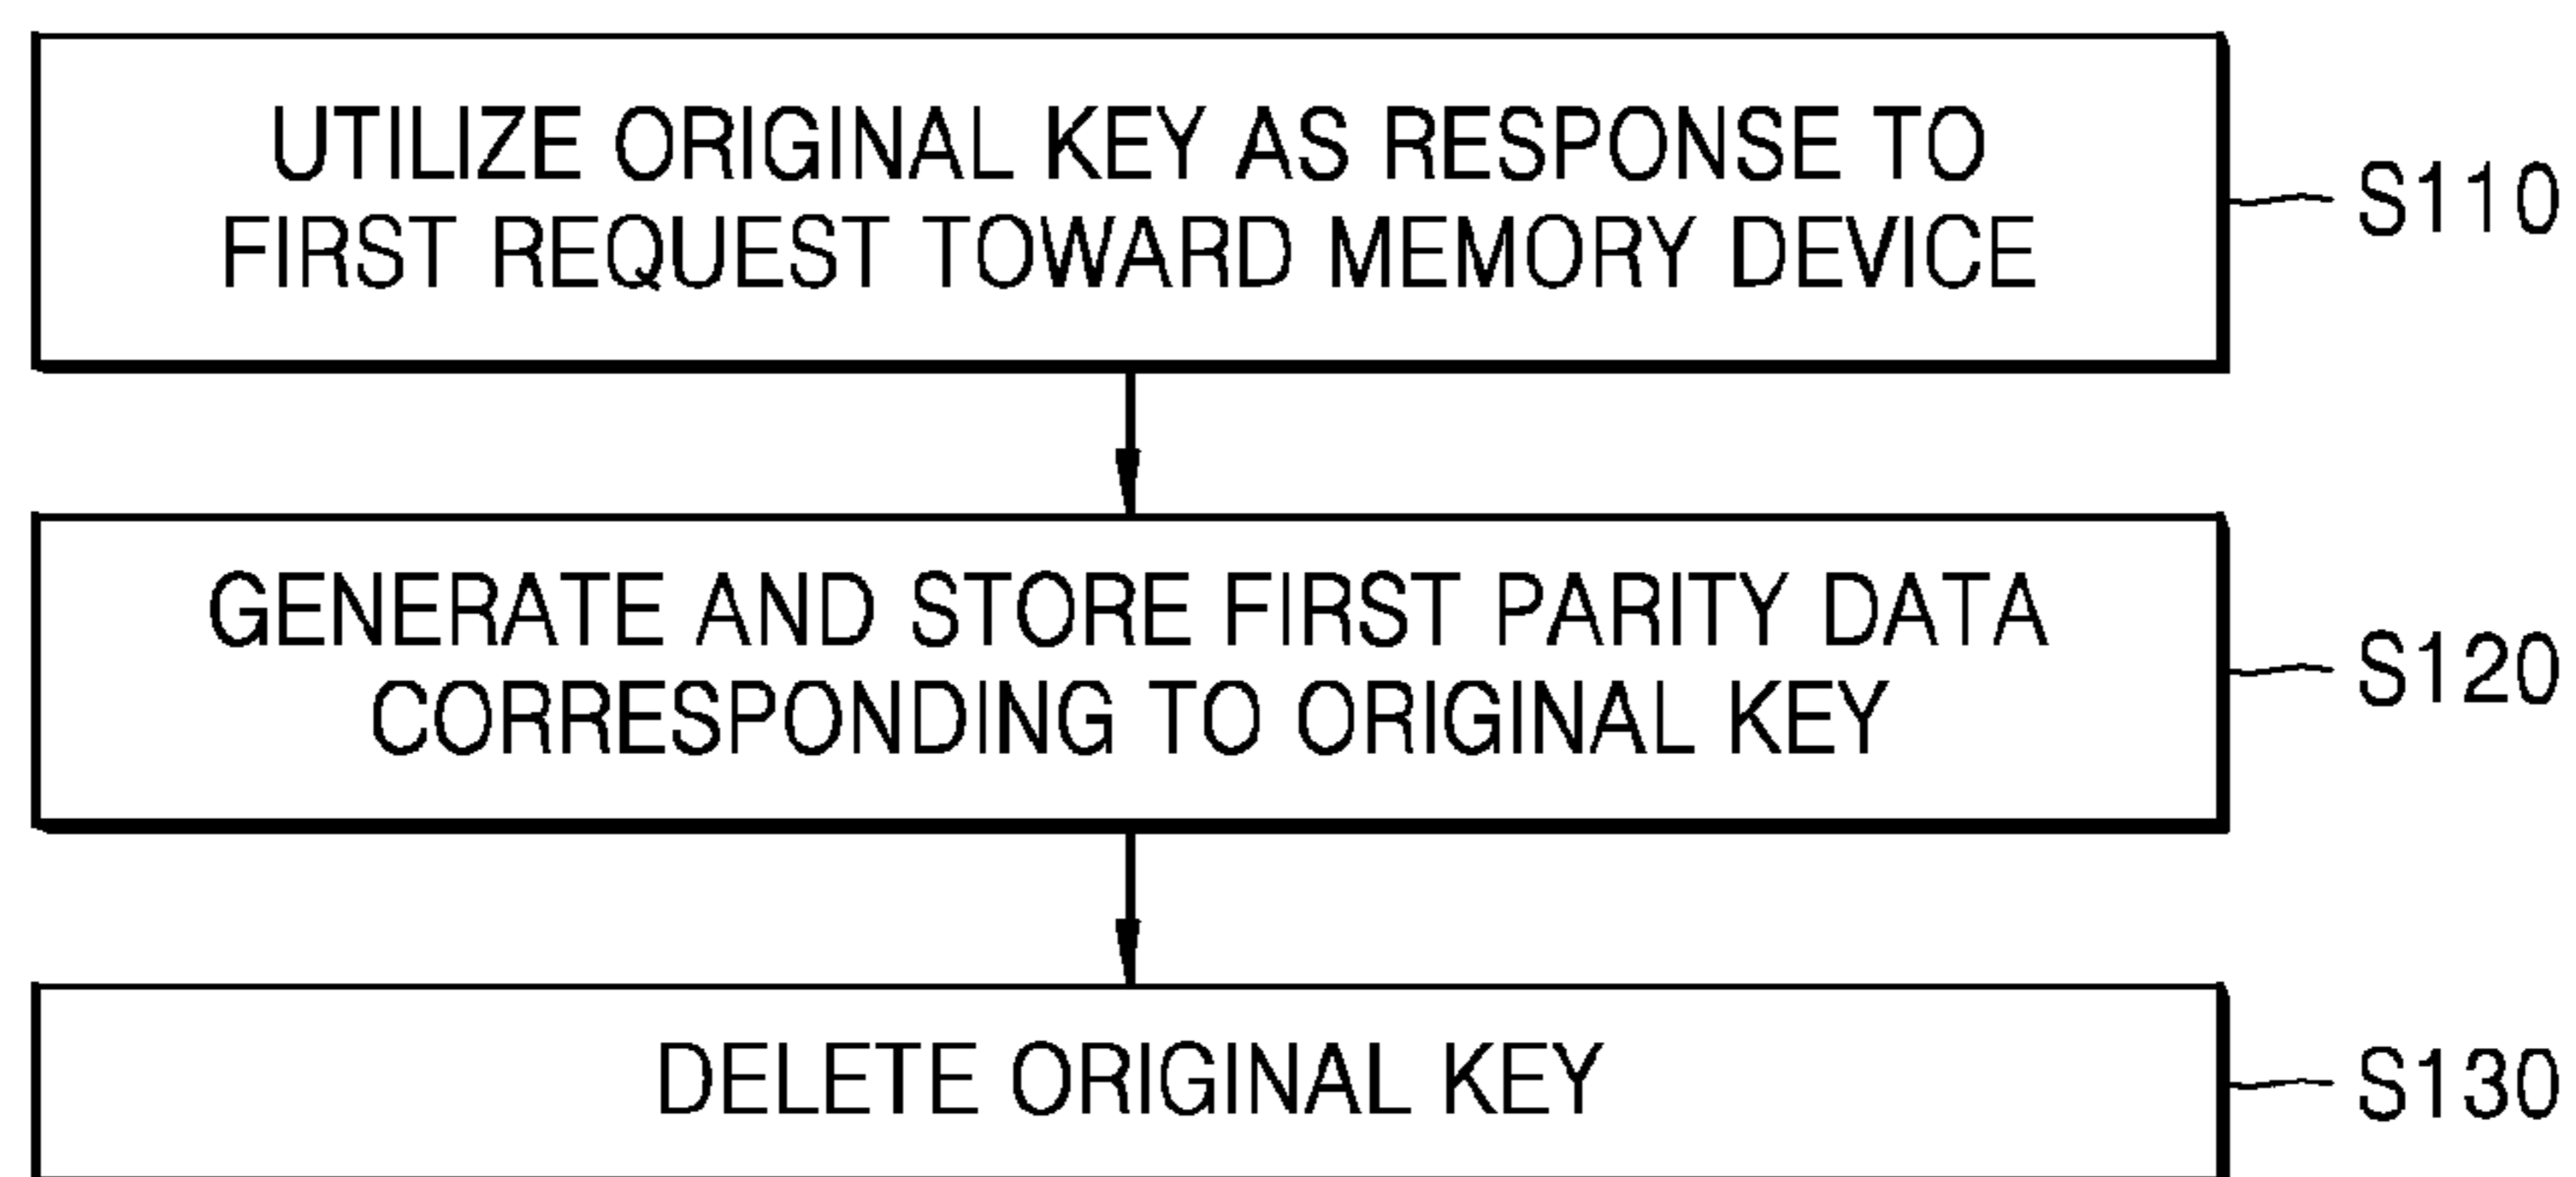 UTILIZE ORIGINAL KEY AS RESPONSE TO
FIRST REQUEST TOWARD MEMORY DEVICE
S110
GENERATE AND STORE FIRST PARITY DATA
CORRESPONDING TO ORIGINAL KEY
S120
DELETE ORIGINAL KEY
S130